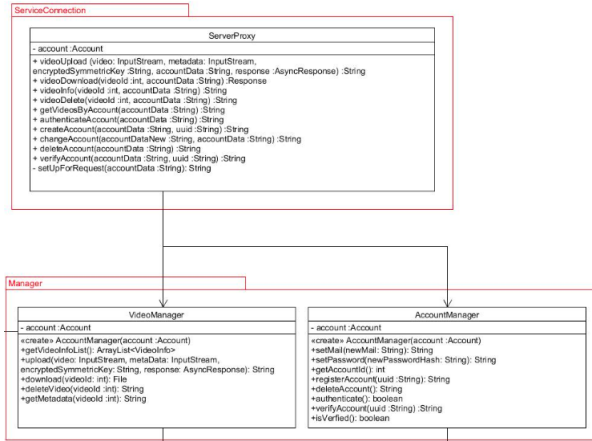 ServiceConnection
ServerProxy
- account :Account
+ videoUpload (video: InputStream, metadata: InputStream,
encryptedSymmetricKey :String, accountData :String, response :AsyncResponse) :String
+ videoDownload(videoId :int, accountData :String) :Response
+ videoInfo(videoId :int, accountData :String) :String
+ videoDelete(videoId :int, accountData :String) :String
+ getVideosByAccount(accountData :String) :String
+ authenticateAccount(accountData :String) :String
+ createAccount(accountData :String, uuid :String) :String
+ changeAccount(accountDataNew :String, accountData :String) :String
+ deleteAccount(accountData :String) :String
+ verifyAccount(accountData :String, uuid :String) :String
- setUpForRequest(accountData :String): String
Manager
VideoManager
- account :Account
«create» AccountManager(account :Account)
+getVideoInfoList(): ArrayList<VideoInfo>
+upload(video: InputStream, metaData: InputStream,
encryptedSymmetricKey: String, response: AsyncResponse): String
+download(videoId: int): File
+deleteVideo(videoId :int): String
+getMetadata(videoId :int): String
AccountManager
- account :Account
«create» AccountManager(account :Account)
+setMail(newMail :String): String
+setPassword(newPasswordHash: String): String
+getAccountId(): int
+registerAccount(uuid :String): String
+deleteAccount(): String
+authenticate(): boolean
+verifyAccount(uuid :String) :String
+isVerfied(): boolean